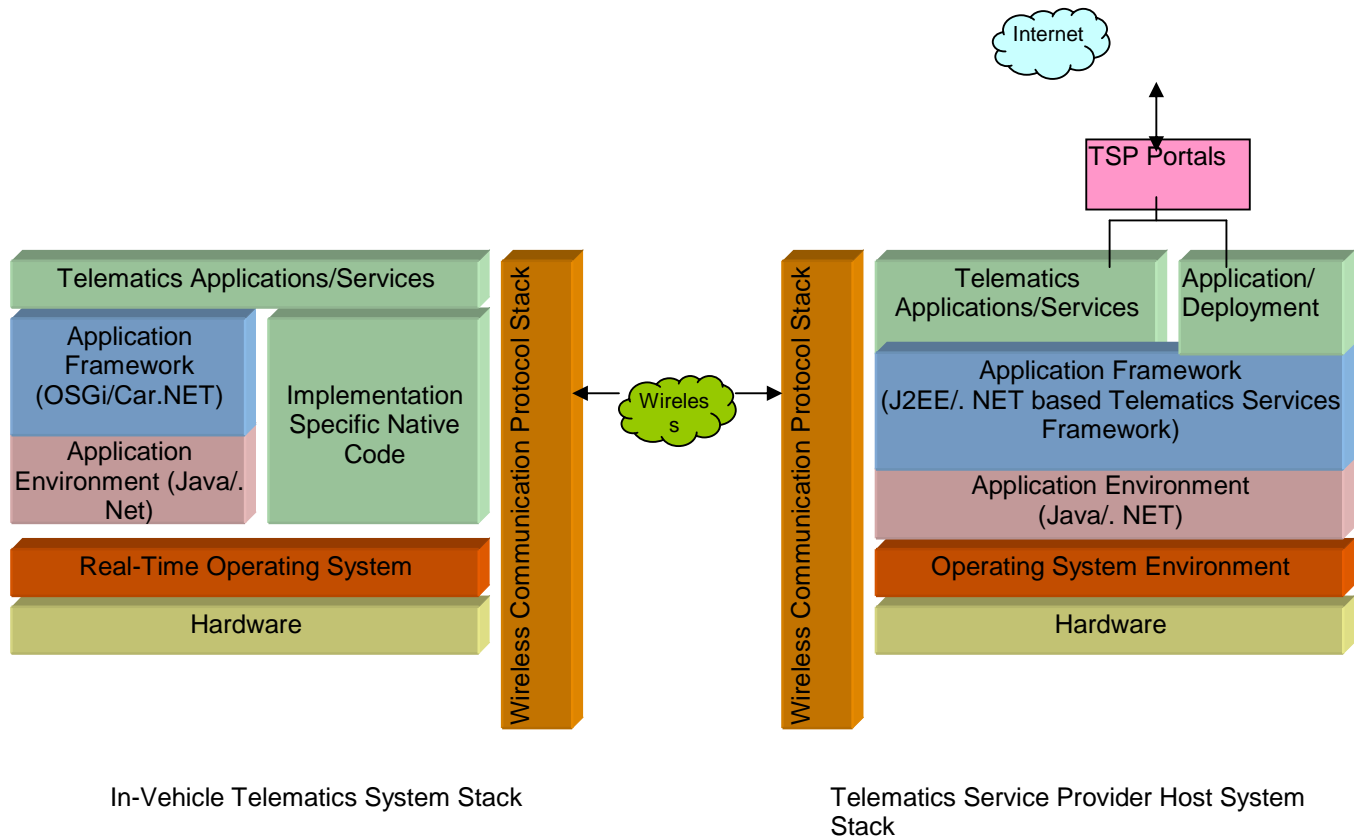 Internet
TSP Portals
Telematics Applications/Services
Application
Framework
(OSGi/Car.NET)
Application
Environment (Java/.
Net)
Implementation
Specific Native
Code
Real-Time Operating System
Hardware
Wireless Communication Protocol Stack
Wireles
s
Wireless Communication Protocol Stack
Telematics
Applications/Services
Application/
Deployment
Application Framework
(J2EE/. NET based Telematics Services
Framework)
Application Environment
(Java/. NET)
Operating System Environment
Hardware
In-Vehicle Telematics System Stack
Telematics Service Provider Host System
Stack